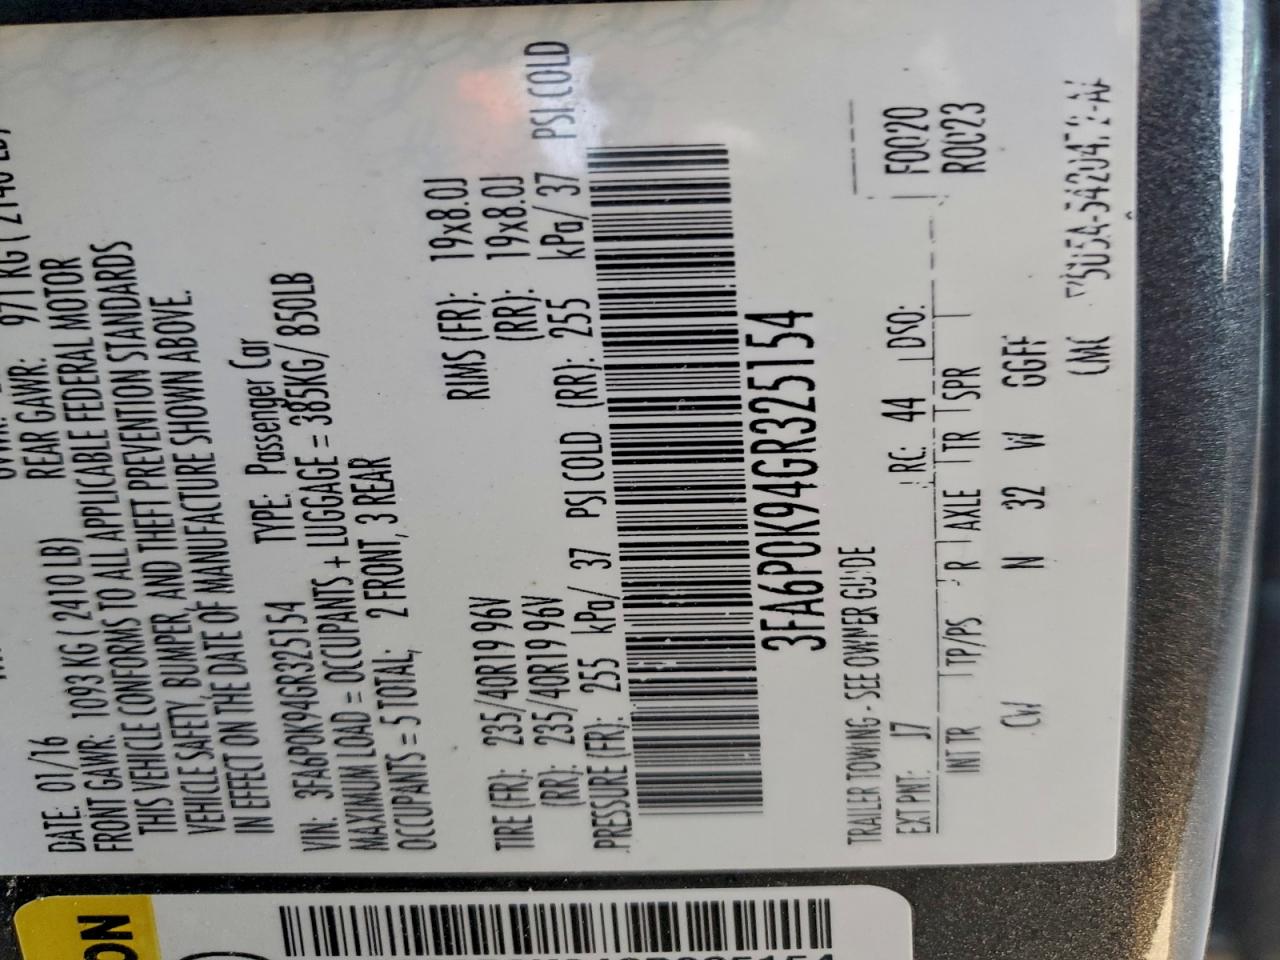 DATE: 01/16
FRONT GAWR: 1093 KG ( 2410 LB) REAR GAWR: 971 KG ( 2140 LB)
THIS VEHICLE CONFORMS TO ALL APPLICABLE FEDERAL MOTOR
VEHICLE SAFETY, BUMPER, AND THEFT PREVENTION STANDARDS
IN EFFECT ON THE DATE OF MANUFACTURE SHOWN ABOVE.
VIN: 3FA6P0K94GR325154 TYPE: Passenger Car
MAXIMUM LOAD = OCCUPANTS + LUGGAGE = 385KG/ 850LB
OCCUPANTS = 5 TOTAL; 2 FRONT, 3 REAR
TIRE (FR): 235/40R19 96V RIMS (FR): 19x8.0J
(RR): 235/40R19 96V (RR): 19x8.0J
PRESSURE (FR): 255 kPa/ 37 PSI COLD (RR): 255 kPa/ 37 PSI COLD
3FA6P0K94GR325154
TRAILER TOWING - SEE OWNER GUIDE
F0020
EXT PNT: J7 RC: 44 DSO: R0023
INT TR TP/PS R AXLE TR SPR
CW N 32 W GGFF
ON